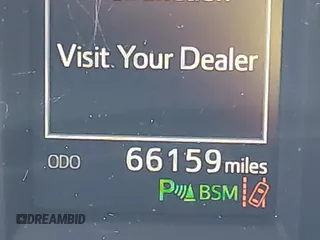 Visit Your Dealer
ODO 66159 miles
P BSM
DREAMBID